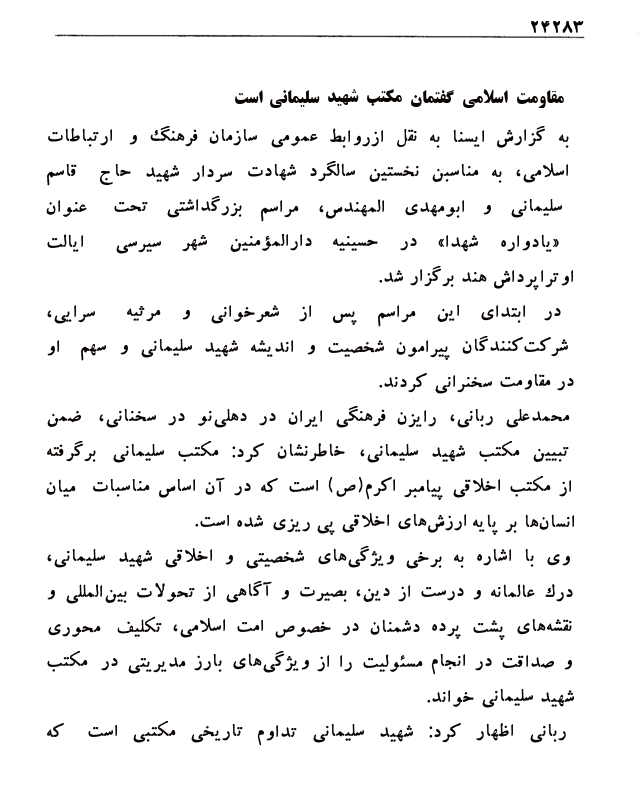 ۲۴۲۸۳
مقاومت اسلامی گفتمان مکتب شهید سلیمانی است
به گزارش ایسنا به نقل ازروابط عمومی سازمان فرهنگ و ارتباطات
اسلامی، به مناسبن نخستین سالگرد شهادت سردار شهید حاج قاسم
سلیمانی و ابومهدی المهندس، مراسم بزرگداشتی تحت عنوان
«یادواره شهدا» در حسینیه دارالمؤمنین شهر سیرسی ایالت
اوتراپرداش هند برگزار شد.
در ابتدای این مراسم پس از شعرخوانی و مرثیه سرایی،
شرکت‌کنندگان پیرامون شخصیت و اندیشه شهید سلیمانی و سهم او
در مقاومت سخنرانی کردند.
محمدعلی ربانی، رایزن فرهنگی ایران در دهلی‌نو در سخنانی، ضمن
تبیین مکتب شهید سلیمانی، خاطرنشان کرد: مکتب سلیمانی برگرفته
از مکتب اخلاقی پیامبر اکرم(ص) است که در آن اساس مناسبات میان
انسان‌ها بر پایه ارزش‌های اخلاقی پی ریزی شده است.
وی با اشاره به برخی ویژگی‌های شخصیتی و اخلاقی شهید سلیمانی،
درك عالمانه و درست از دین، بصیرت و آگاهی از تحولات بین‌المللی و
نقشه‌های پشت پرده دشمنان در خصوص امت اسلامی، تکلیف محوری
و صداقت در انجام مسئولیت را از ویژگی‌های بارز مدیریتی در مکتب
شهید سلیمانی خواند.
ربانی اظهار کرد: شهید سلیمانی تداوم تاریخی مکتبی است که